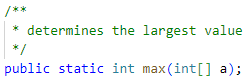 /**
 * determines the largest value
 */
public static int max(int[] a);